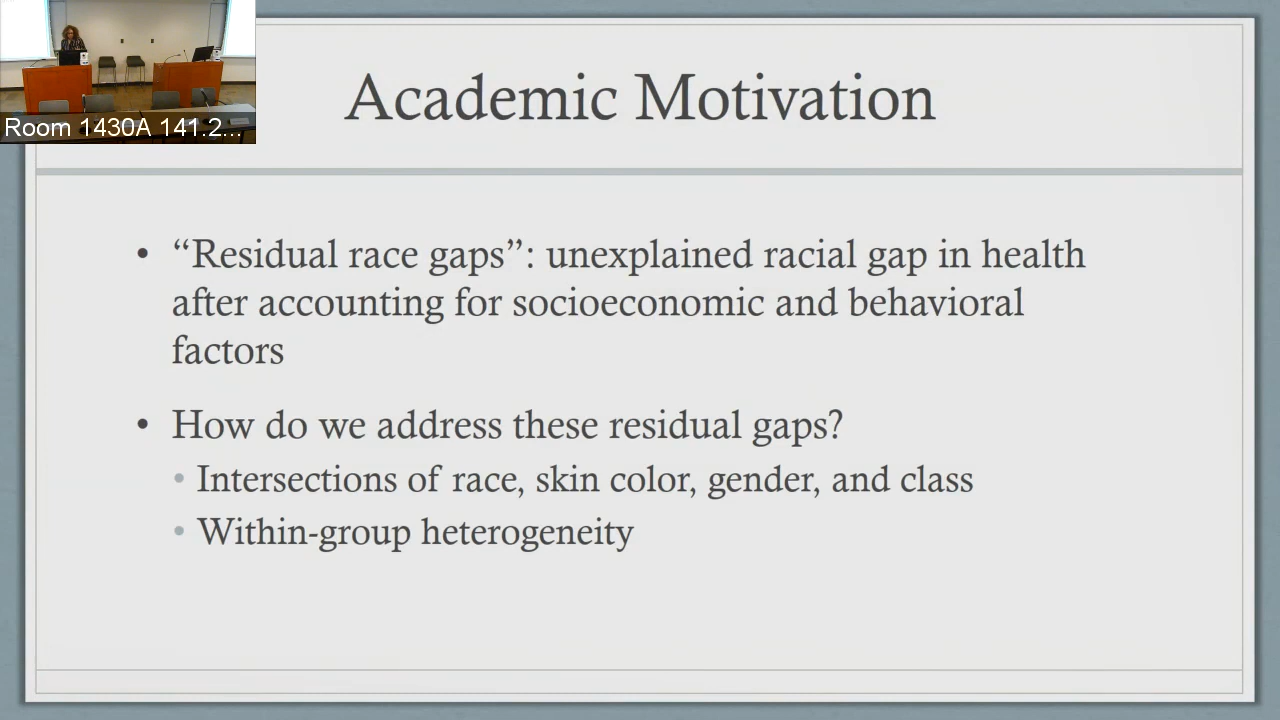 Room 1430A 141.2...
Academic Motivation
• “Residual race gaps”: unexplained racial gap in health
after accounting for socioeconomic and behavioral
factors
• How do we address these residual gaps?
• Intersections of race, skin color, gender, and class
• Within-group heterogeneity